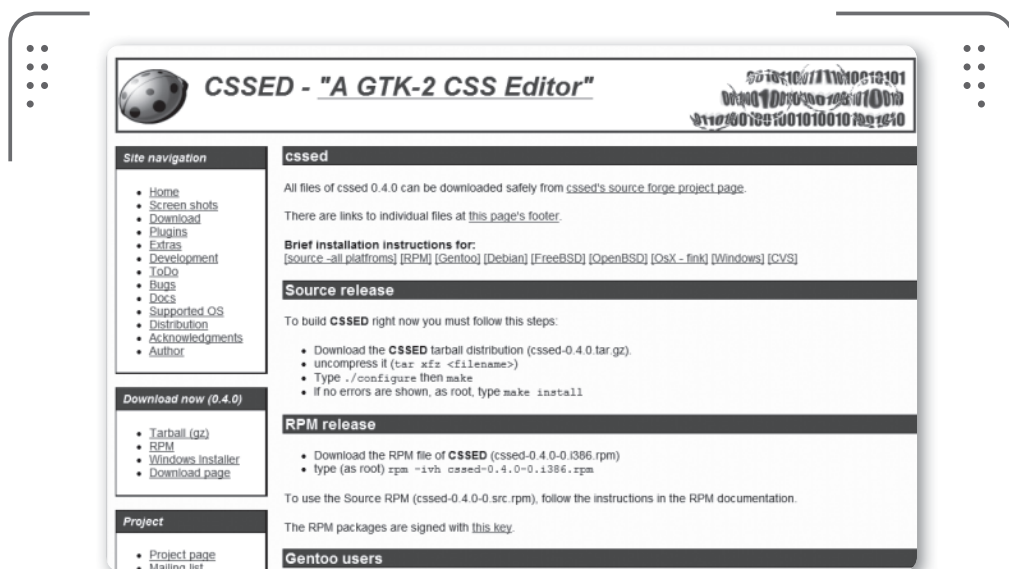 CSSED - "A GTK-2 CSS Editor"
Site navigation
Home
Screen shots
Download
Plugins
Extras
Development
ToDo
Bugs
Docs
Supported OS
Distribution
Acknowledgments
Author
Download now (0.4.0)
Tarball (gz)
RPM
Windows Installer
Download page
Project
Project page
Mailing list
cssed
All files of cssed 0.4.0 can be downloaded safely from cssed's source forge project page.
There are links to individual files at this page's footer.
Brief installation instructions for:
[source -all platfroms] [RPM] [Gentoo] [Debian] [FreeBSD] [OpenBSD] [OsX - fink] [Windows] [CVS]
Source release
To build CSSED right now you must follow this steps:
Download the CSSED tarball distribution (cssed-0.4.0.tar.gz).
uncompress it (tar xfz <filename>)
Type ./configure then make
If no errors are shown, as root, type make install
RPM release
Download the RPM file of CSSED (cssed-0.4.0-0.i386.rpm)
type (as root) rpm -ivh cssed-0.4.0-0.i386.rpm
To use the Source RPM (cssed-0.4.0-0.src.rpm), follow the instructions in the RPM documentation.
The RPM packages are signed with this key.
Gentoo users